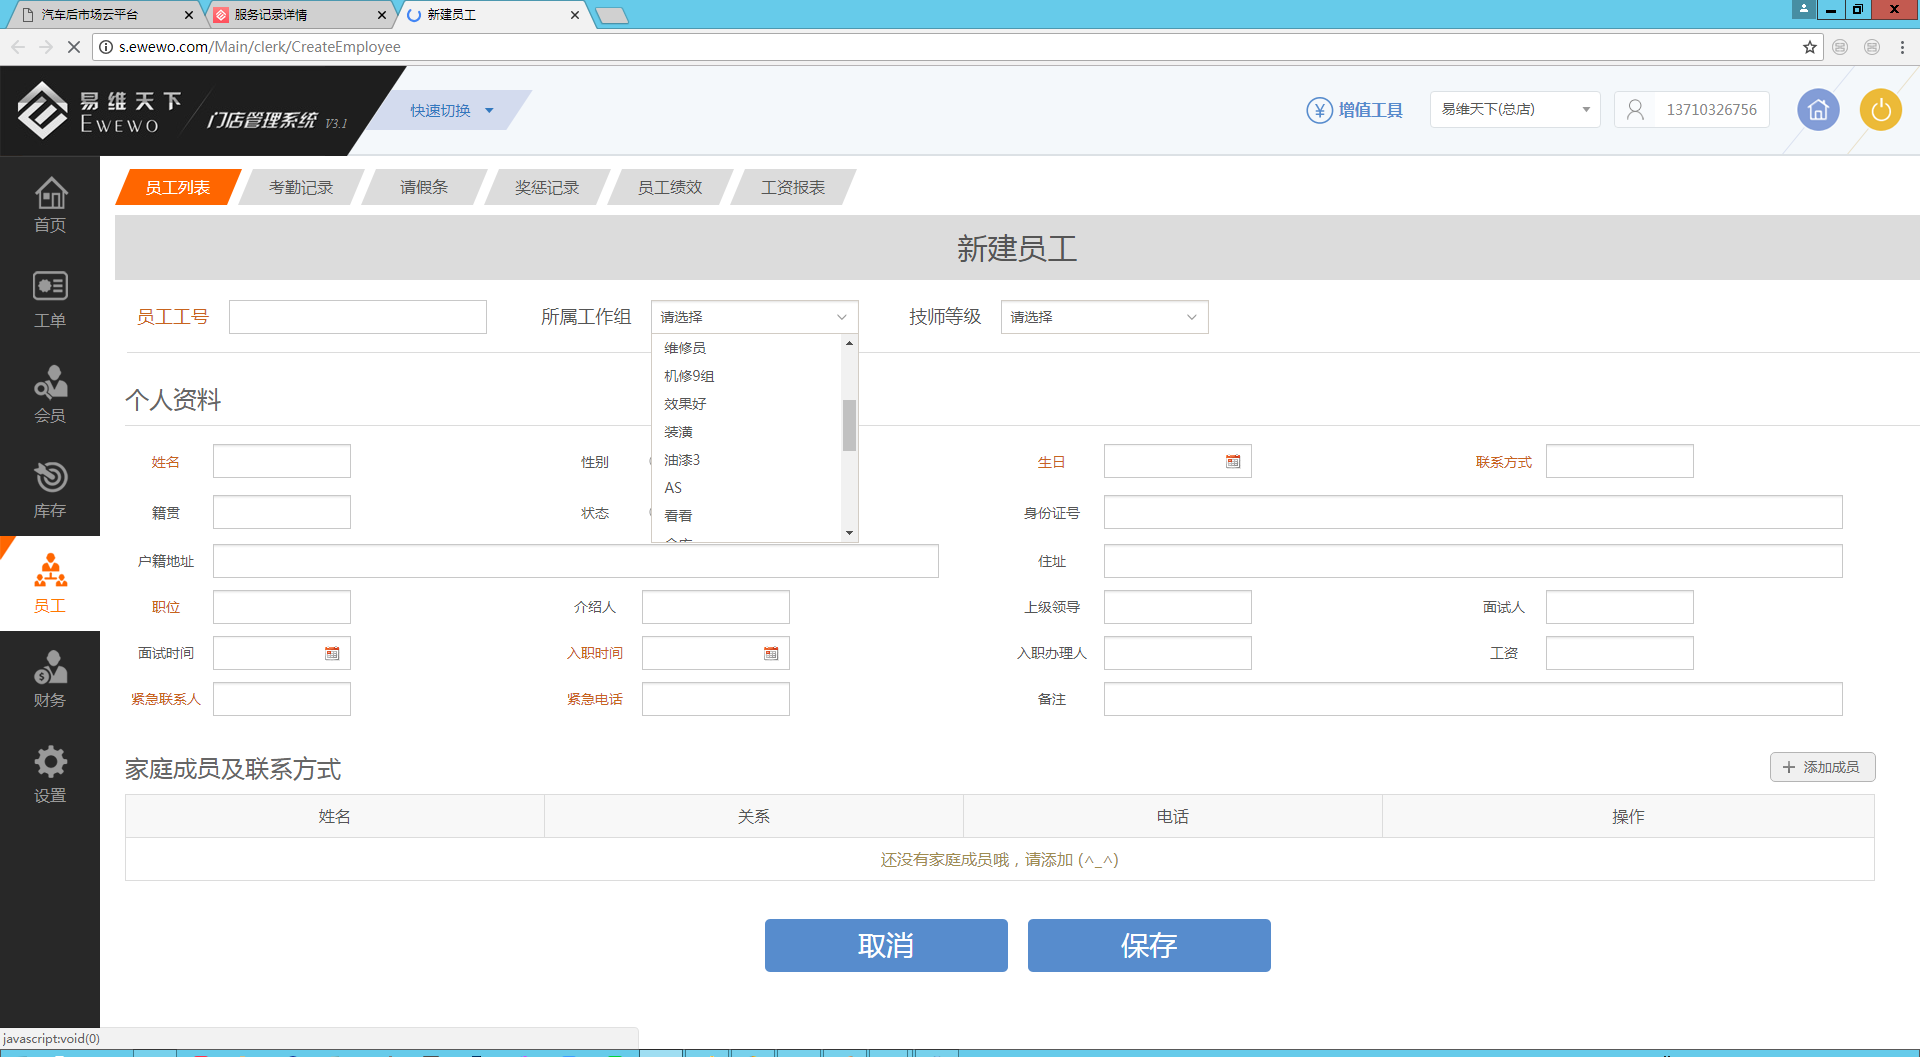 汽车后市场云平台
服务记录详情
新建员工
s.ewewo.com/Main/clerk/CreateEmployee
易维天下
EWEWO
门店管理系统 V3.1
快速切换
增值工具
易维天下(总店)
13710326756
首页
工单
会员
库存
员工
财务
设置
员工列表 考勤记录 请假条 奖惩记录 员工绩效 工资报表
新建员工
员工工号 所属工作组 请选择 技师等级 请选择
维修员
机修9组
效果好
装潢
油漆3
AS
看看
个人资料
姓名 性别 生日 联系方式
籍贯 状态 身份证号
户籍地址 住址
职位 介绍人 上级领导 面试人
面试时间 入职时间 入职办理人 工资
紧急联系人 紧急电话 备注
家庭成员及联系方式
添加成员
姓名 关系 电话 操作
还没有家庭成员哦，请添加 (^_^)
取消 保存
javascript:void(0)